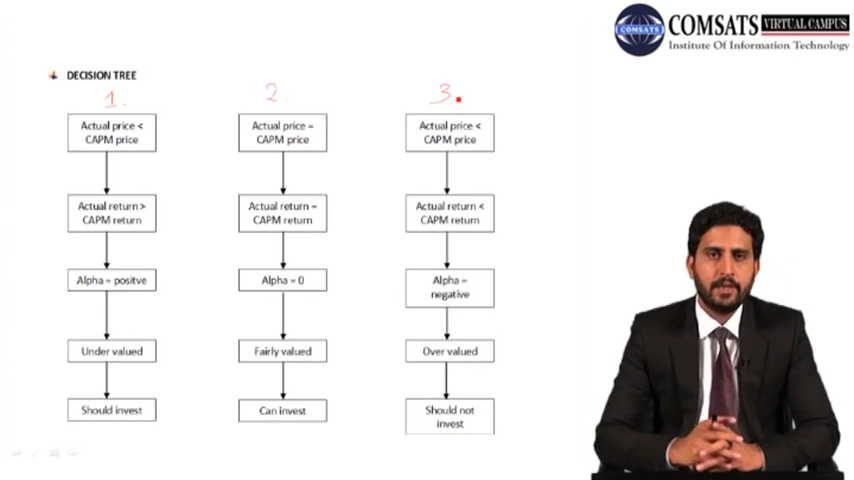 COMSATS
COMSATS VIRTUAL CAMPUS
Institute Of Information Technology
DECISION TREE
1.
Actual price <
CAPM price
Actual return >
CAPM return
Alpha = positve
Under valued
Should invest
2.
Actual price =
CAPM price
Actual return =
CAPM return
Alpha = 0
Fairly valued
Can invest
3.
Actual price <
CAPM price
Actual return <
CAPM return
Alpha =
negative
Over valued
Should not
invest